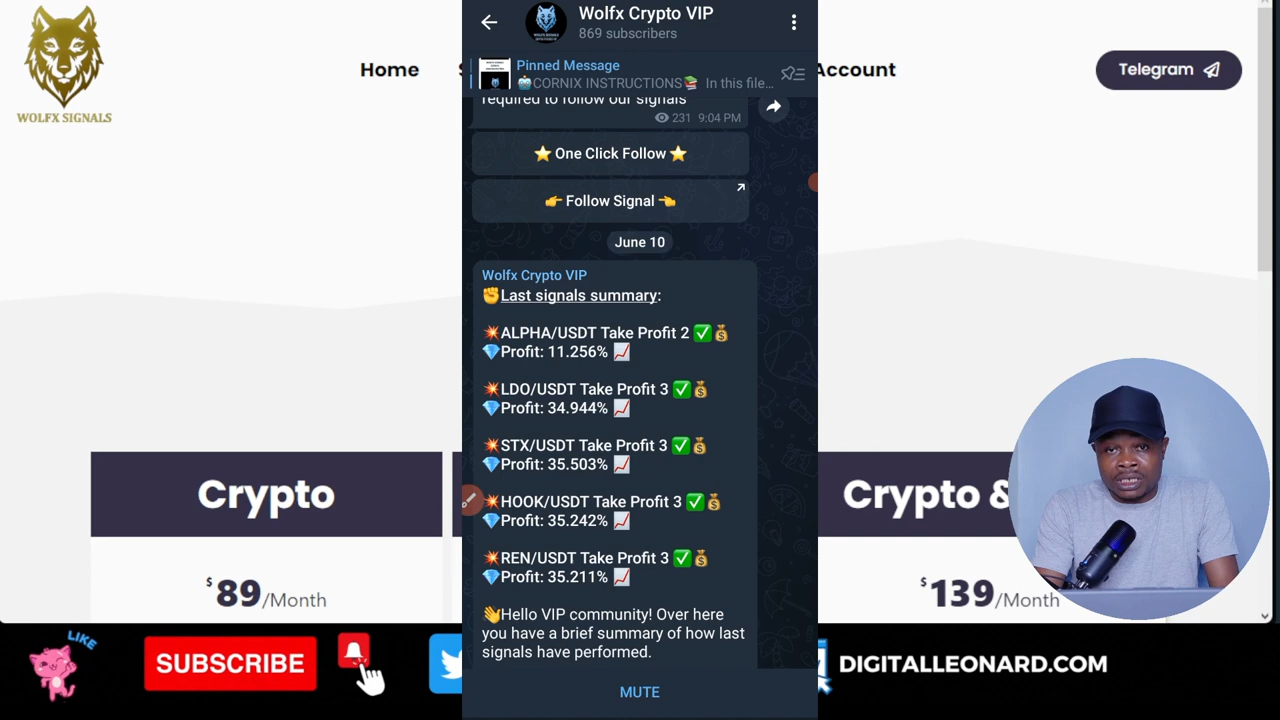 WOLFX SIGNALS
Home
Account
Telegram
Wolfx Crypto VIP
869 subscribers
Pinned Message
🤖CORNIX INSTRUCTIONS📚 In this file...
required to follow our signals
231 9:04 PM
⭐ One Click Follow ⭐
👉 Follow Signal 👈
June 10
Wolfx Crypto VIP
✊Last signals summary:
💥ALPHA/USDT Take Profit 2 ✅💰
💎Profit: 11.256% 📈
💥LDO/USDT Take Profit 3 ✅💰
💎Profit: 34.944% 📈
💥STX/USDT Take Profit 3 ✅💰
💎Profit: 35.503% 📈
💥HOOK/USDT Take Profit 3 ✅💰
💎Profit: 35.242% 📈
💥REN/USDT Take Profit 3 ✅💰
💎Profit: 35.211% 📈
👋Hello VIP community! Over here
you have a brief summary of how last
signals have performed.
MUTE
Crypto
$89/Month
Crypto &
$139/Month
LIKE
SUBSCRIBE
DIGITALLEONARD.COM